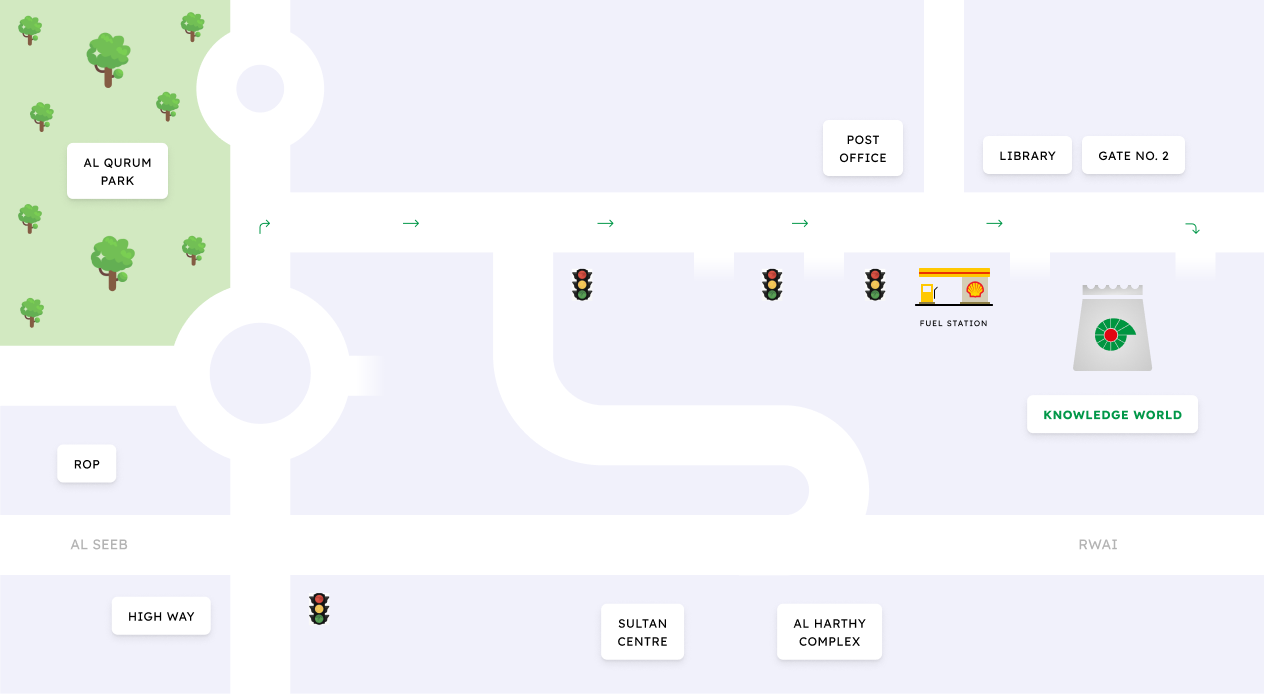 POST
OFFICE
LIBRARY
GATE NO. 2
AL QURUM
PARK
FUEL STATION
KNOWLEDGE WORLD
ROP
AL SEEB
RWAI
HIGH WAY
SULTAN
CENTRE
AL HARTHY
COMPLEX